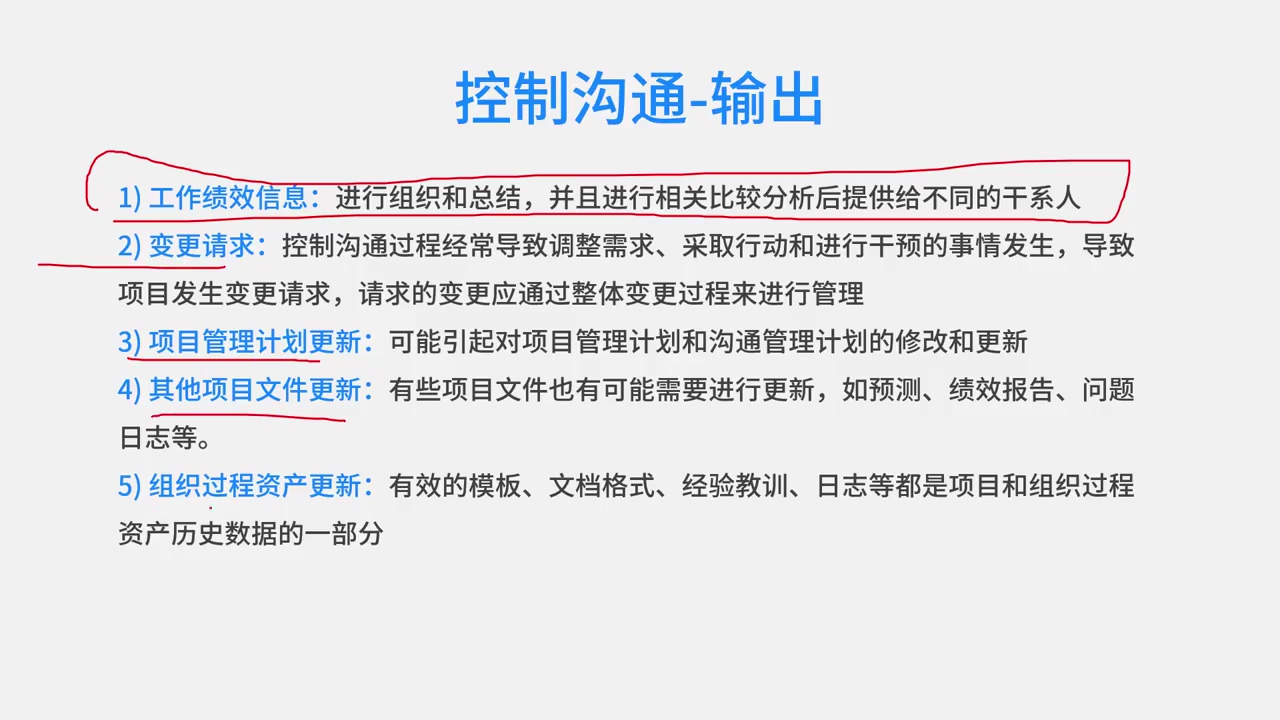 控制沟通-输出
1) 工作绩效信息：进行组织和总结，并且进行相关比较分析后提供给不同的干系人
2) 变更请求：控制沟通过程经常导致调整需求、采取行动和进行干预的事情发生，导致
项目发生变更请求，请求的变更应通过整体变更过程来进行管理
3) 项目管理计划更新：可能引起对项目管理计划和沟通管理计划的修改和更新
4) 其他项目文件更新：有些项目文件也有可能需要进行更新，如预测、绩效报告、问题
日志等。
5) 组织过程资产更新：有效的模板、文档格式、经验教训、日志等都是项目和组织过程
资产历史数据的一部分